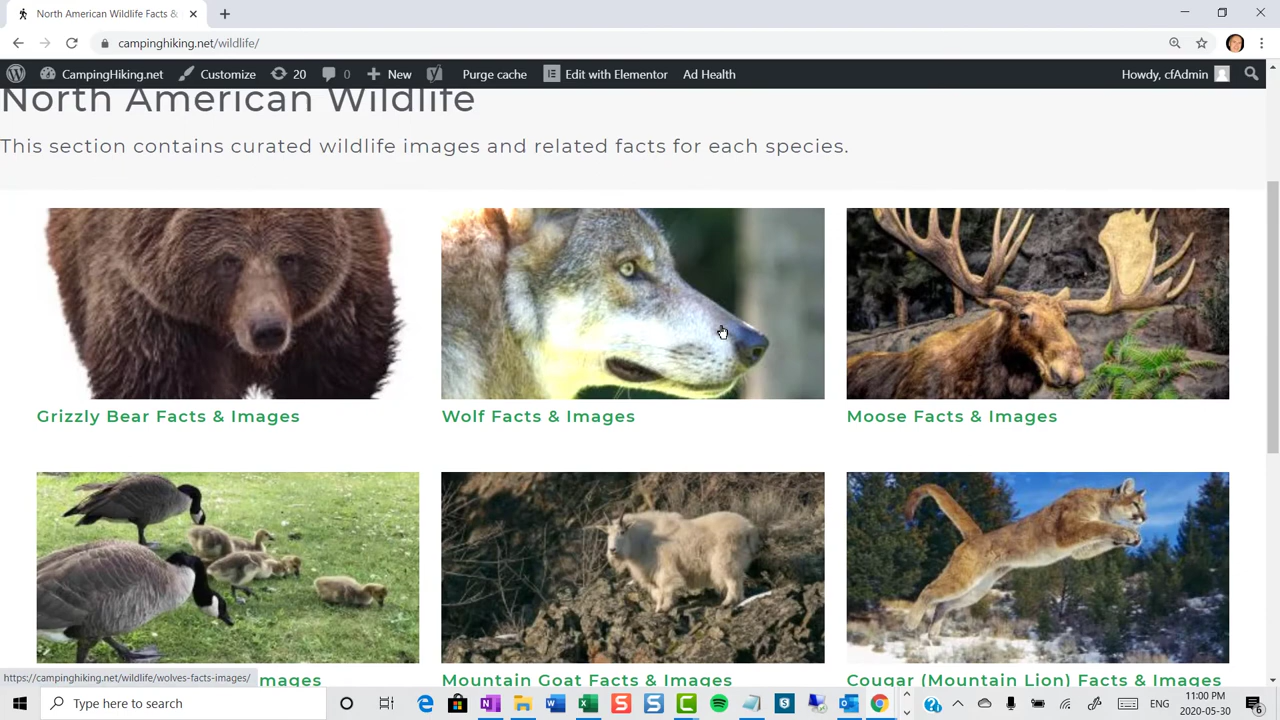 North American Wildlife Facts &
campinghiking.net/wildlife/
CampingHiking.net Customize 20 0 New Purge cache Edit with Elementor Ad Health Howdy, cfAdmin
North American Wildlife
This section contains curated wildlife images and related facts for each species.
Grizzly Bear Facts & Images
Wolf Facts & Images
Moose Facts & Images
mages
Mountain Goat Facts & Images
Cougar (Mountain Lion) Facts & Images
https://campinghiking.net/wildlife/wolves-facts-images/
Type here to search
ENG
11:00 PM
2020-05-30
6